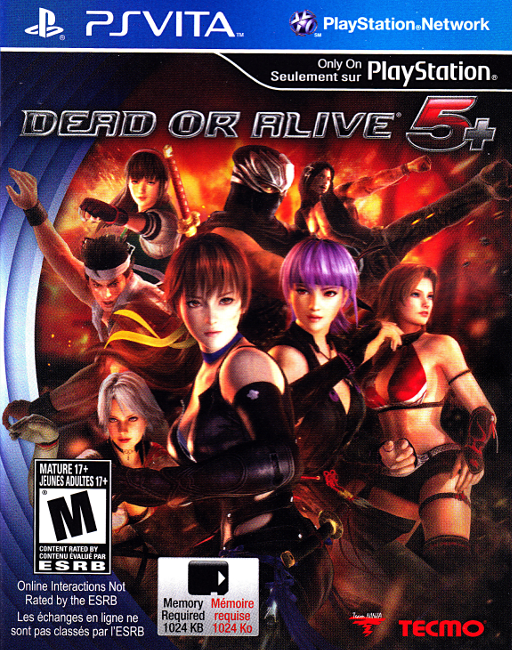 PSVITA™
PlayStation®Network
SM
Only On
Seulement sur PlayStation®
DEAD OR ALIVE® 5+
MATURE 17+
JEUNES ADULTES 17+
M®
CONTENT RATED BY
CONTENU ÉVALUÉ PAR
ESRB
Online Interactions Not
Rated by the ESRB
Les échanges en ligne ne
sont pas classés par l'ESRB
Memory
Required
1024 KB
Mémoire
requise
1024 Ko
Team NINJA
TECMO